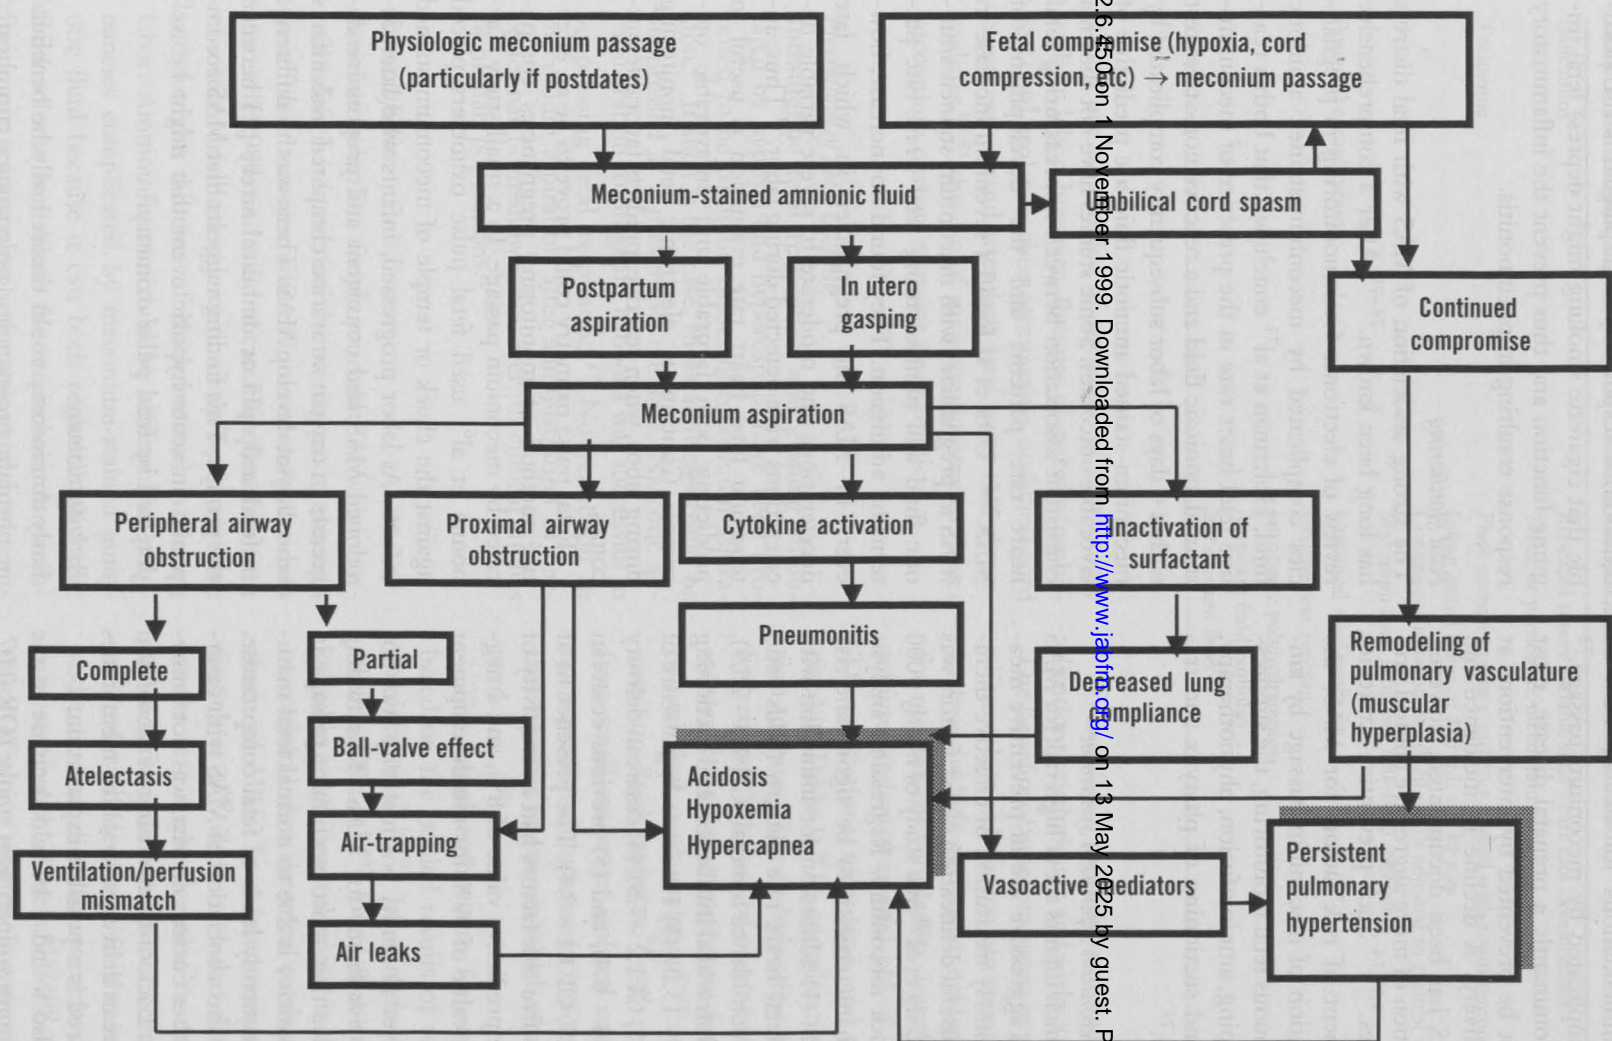 Physiologic meconium passage
(particularly if postdates)
Fetal compromise (hypoxia, cord
compression, etc) → meconium passage
Meconium-stained amnionic fluid
Umbilical cord spasm
Postpartum
aspiration
In utero
gasping
Continued
compromise
Meconium aspiration
Peripheral airway
obstruction
Proximal airway
obstruction
Cytokine activation
Inactivation of
surfactant
Complete
Partial
Pneumonitis
Decreased lung
compliance
Remodeling of
pulmonary vasculature
(muscular
hyperplasia)
Atelectasis
Ball-valve effect
Acidosis
Hypoxemia
Hypercapnea
Air-trapping
Ventilation/perfusion
mismatch
Vasoactive mediators
Persistent
pulmonary
hypertension
Air leaks
2.6.450 on 1 November 1999. Downloaded from http://www.jabfm.org/ on 13 May 2025 by guest. P